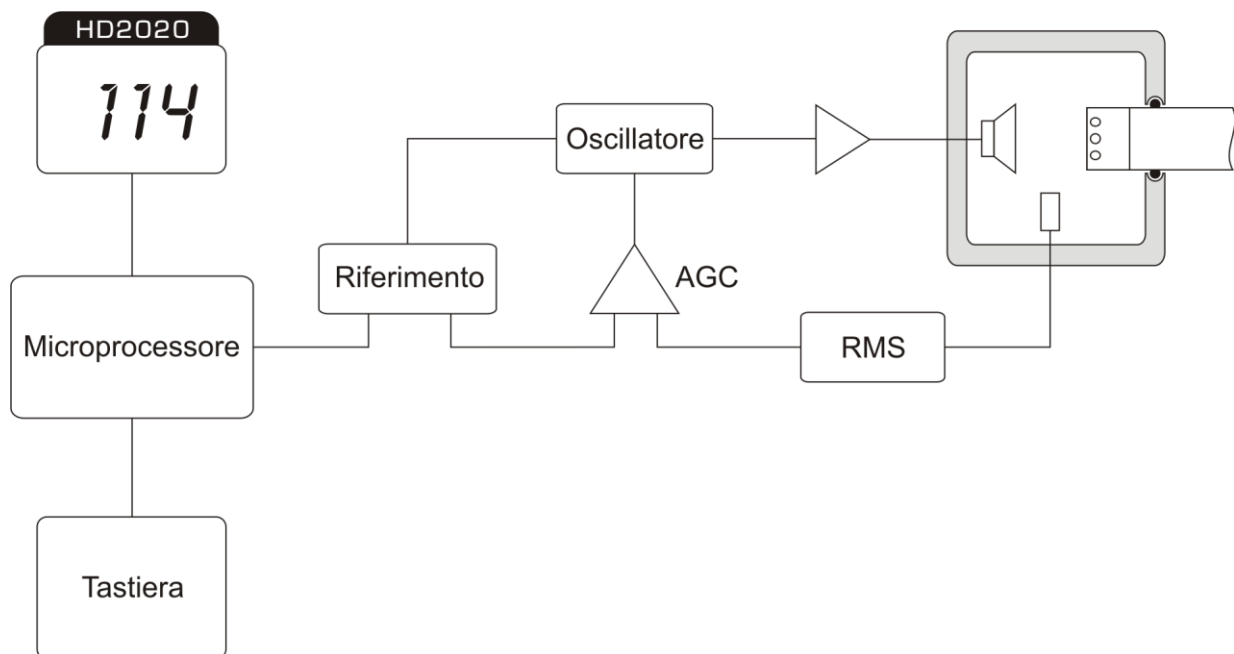 HD2020
114
Oscillatore
Riferimento
AGC
Microprocessore
RMS
Tastiera